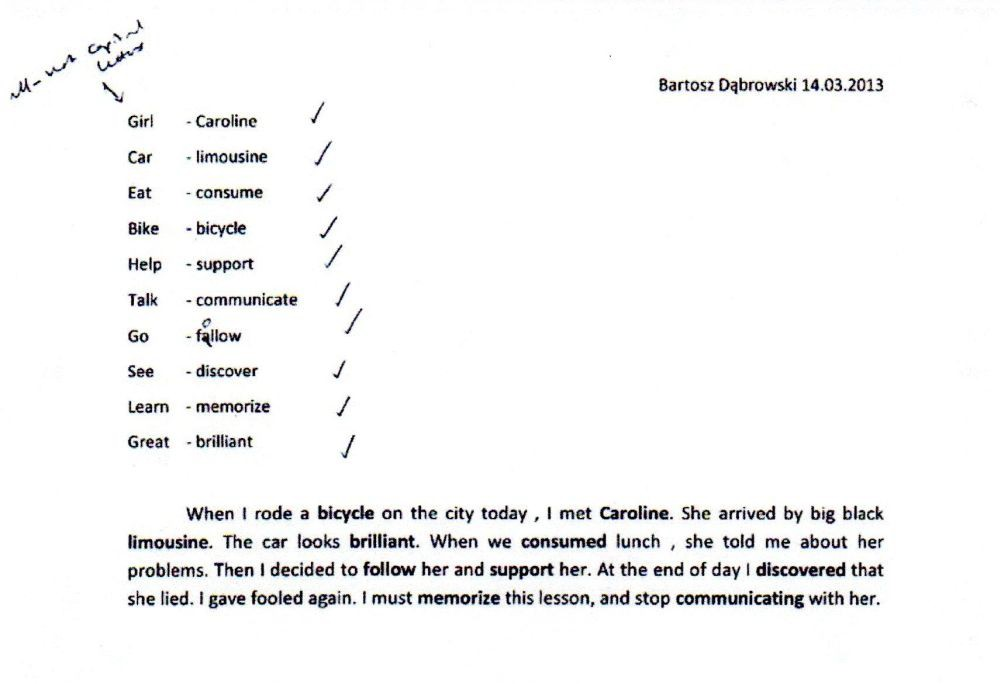 all - not capital
letters
Bartosz Dąbrowski 14.03.2013
Girl - Caroline ✓
Car - limousine ✓
Eat - consume ✓
Bike - bicycle ✓
Help - support ✓
Talk - communicate ✓
o
Go - fallow ✓
See - discover ✓
Learn - memorize ✓
Great - brilliant ✓
When I rode a bicycle on the city today , I met Caroline. She arrived by big black
limousine. The car looks brilliant. When we consumed lunch , she told me about her
problems. Then I decided to follow her and support her. At the end of day I discovered that
she lied. I gave fooled again. I must memorize this lesson, and stop communicating with her.